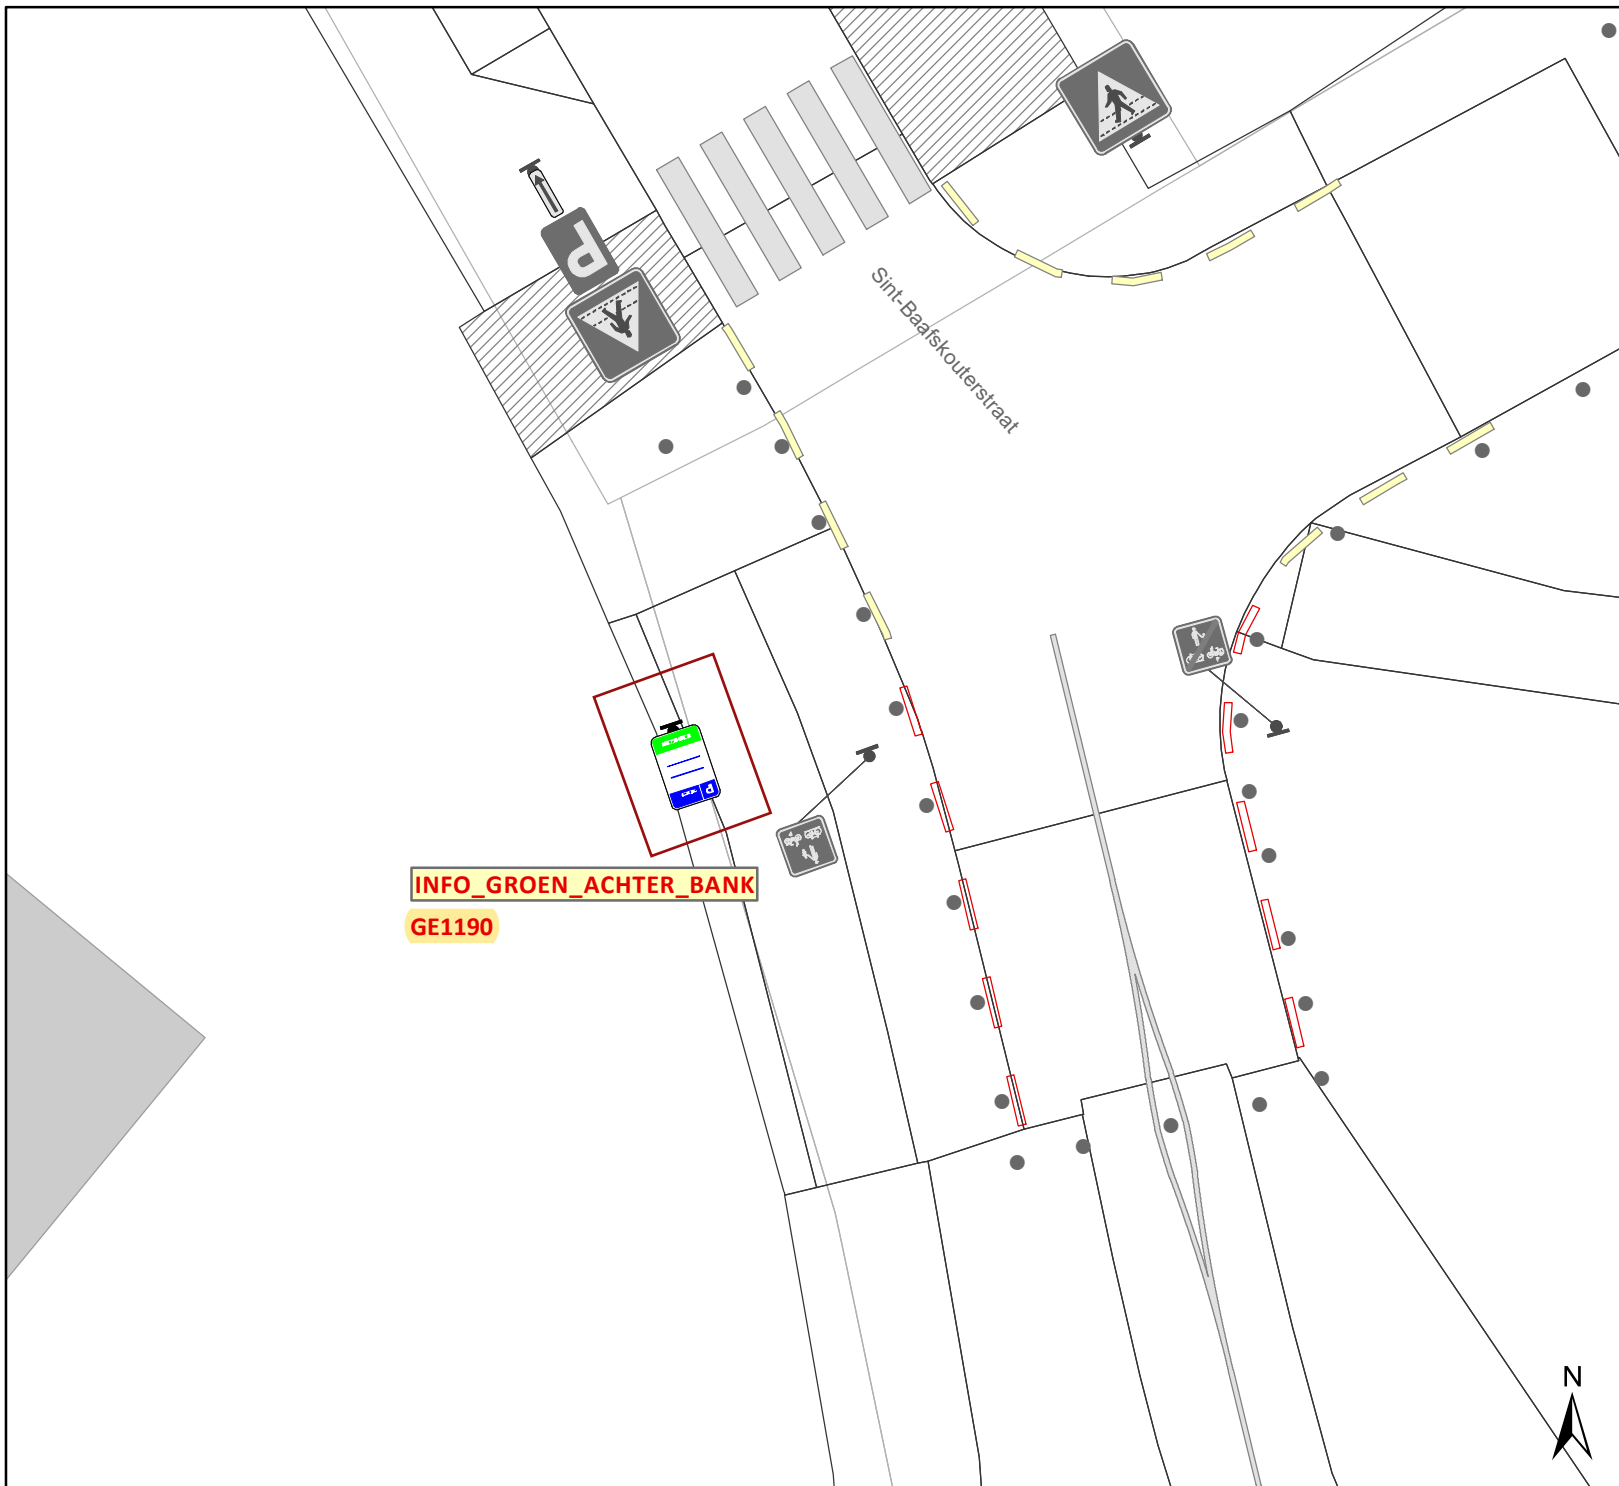 P
Sint-Baafskouterstraat
P
INFO_GROEN_ACHTER_BANK
GE1190
N